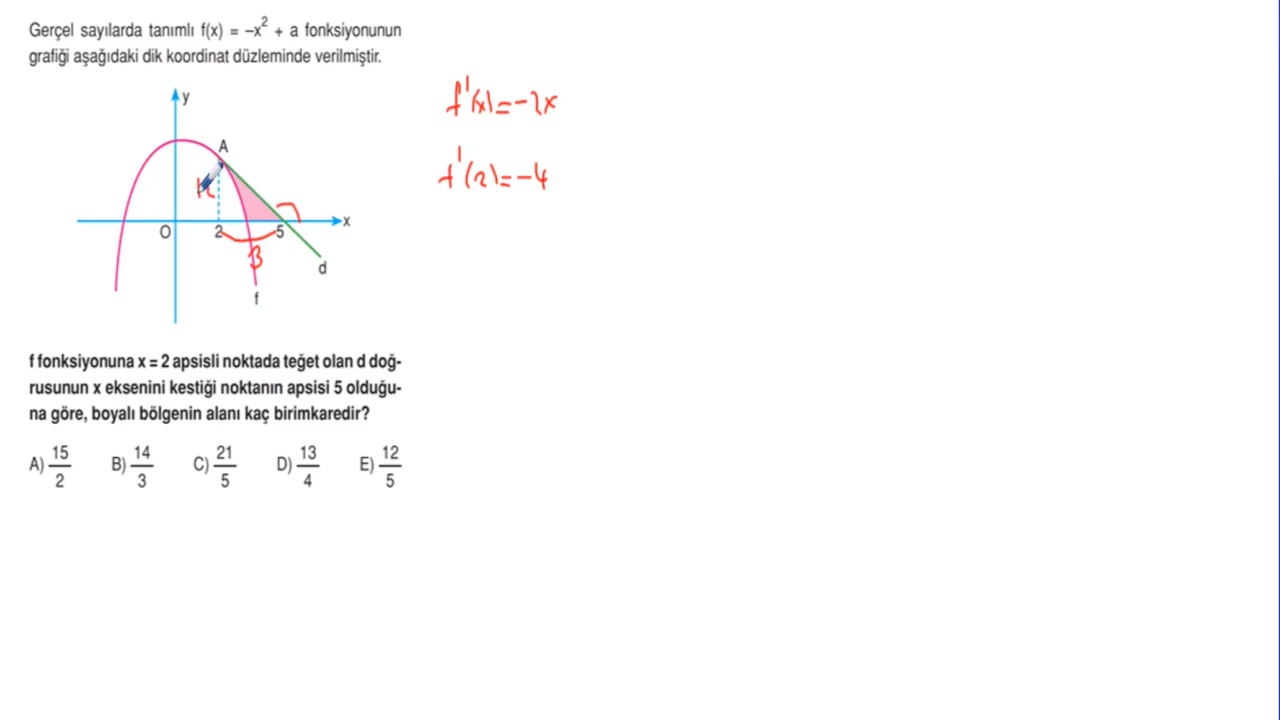 Gerçel sayılarda tanımlı f(x) = –x² + a fonksiyonunun
grafiği aşağıdaki dik koordinat düzleminde verilmiştir.
f'(x)=-2x
f'(2)=-4
y
A
O
2
5
x
3
d
f
f fonksiyonuna x = 2 apsisli noktada teğet olan d doğ-
rusunun x eksenini kestiği noktanın apsisi 5 olduğu-
na göre, boyalı bölgenin alanı kaç birimkaredir?
A) 15/2 B) 14/3 C) 21/5 D) 13/4 E) 12/5